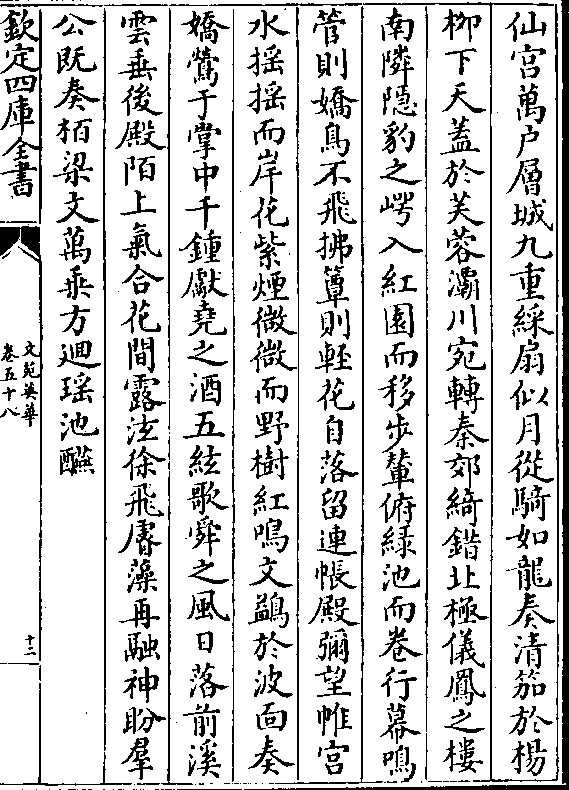 仙宮萬户層城九重綵扇似月從騎如龍奏清笳於楊
柳下天蓋於芙蓉灞川宛轉秦郊綺錯北極儀鳳之樓
南隣隠豹之崿入紅園而移步輦俯緑池而卷行幕鳴
管則嬌鳥不飛拂簟則輕花自落留連帳殿彌望帷宮
水揺揺而岸花紫煙微微而野樹紅鳴文鷁於波面奏
嬌鶯于掌中千鍾獻堯之酒五絃歌舜之風日落前溪
雲垂後殿陌上氣合花間露泫徐飛睿藻再融神盼羣
公既奏栢梁文萬乗方廻瑶池醼
欽定四庫全書
文苑英華
卷五十八
十二